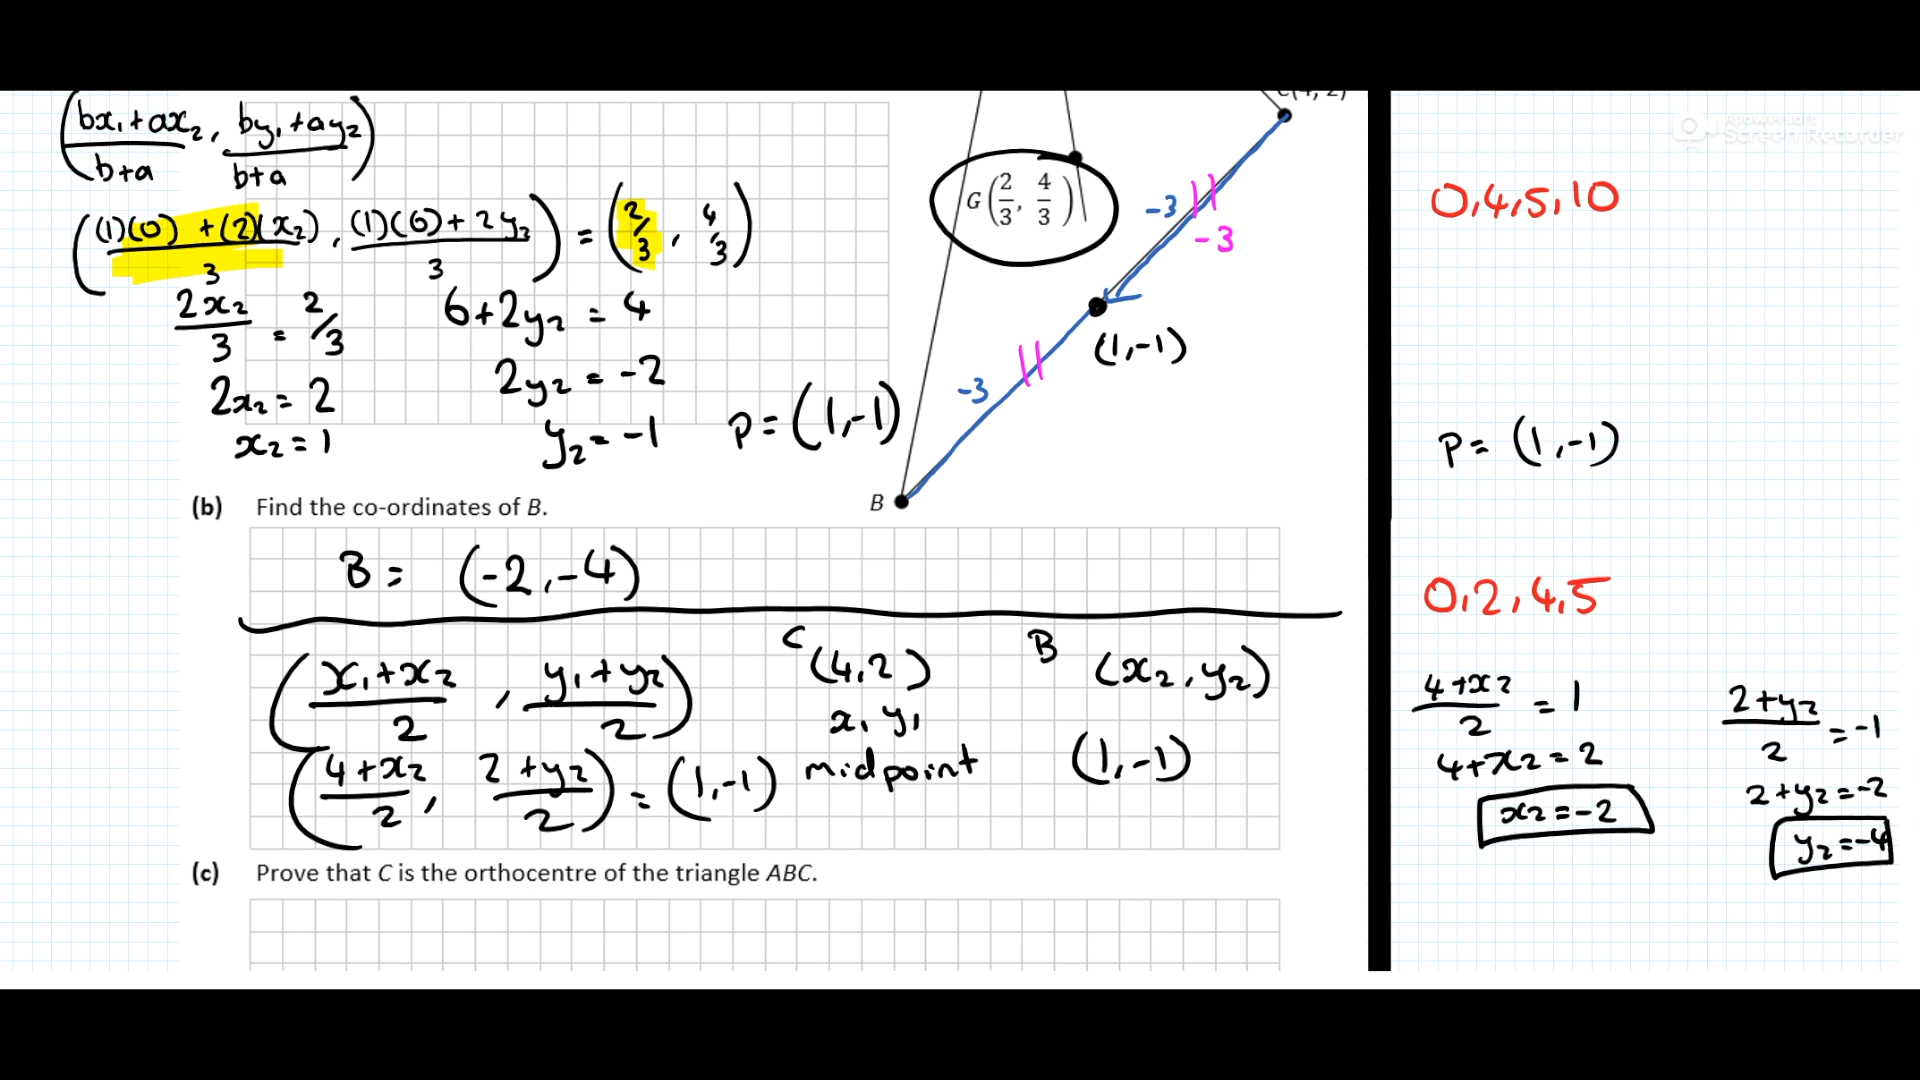 (bx₁+ax₂/b+a, by₁+ay₂/b+a)
((1)(0)+(2)(x₂)/3, (1)(6)+2y₂/3) = (2/3, 4/3)
2x₂/3 = 2/3
2x₂ = 2
x₂ = 1
6+2y₂ = 4
2y₂ = -2
y₂ = -1
P = (1,-1)
G(2/3, 4/3)
-3
-3
(1,-1)
-3
B
(b) Find the co-ordinates of B.
B = (-2,-4)
(x₁+x₂/2, y₁+y₂/2)
C (4,2)
x₁ y₁
B (x₂,y₂)
(4+x₂/2, 2+y₂/2) = (1,-1)
midpoint (1,-1)
(c) Prove that C is the orthocentre of the triangle ABC.
Apowersoft
Screen Recorder
0,4,5,10
P = (1,-1)
0,2,4,5
4+x₂/2 = 1
4+x₂ = 2
x₂ = -2
2+y₂/2 = -1
2+y₂ = -2
y₂ = -4